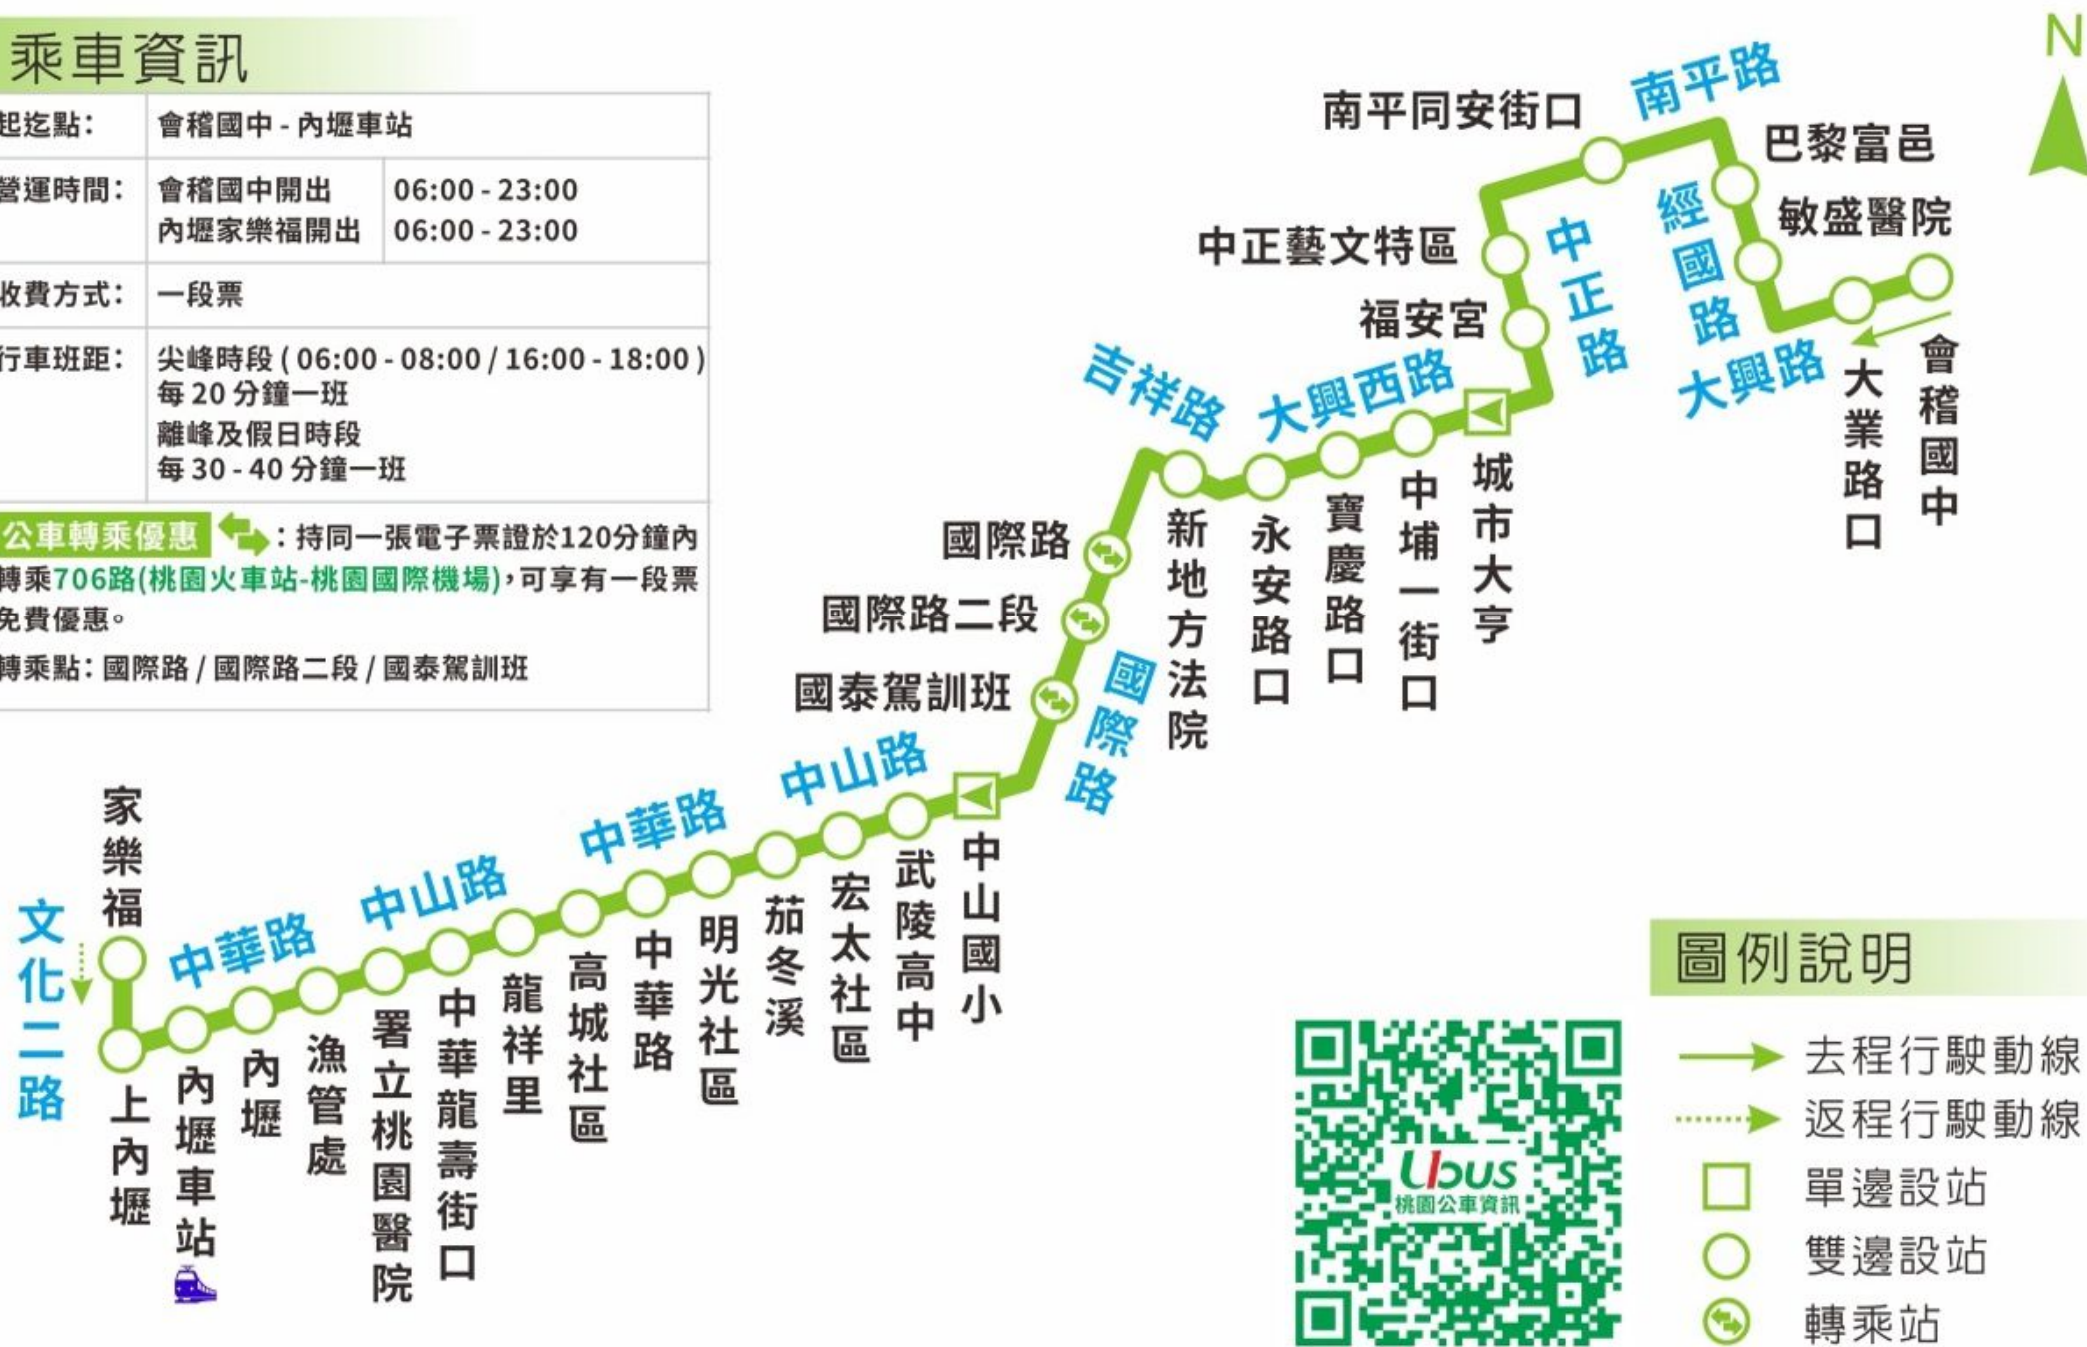 乘車資訊
起迄點：
會稽國中 - 內壢車站
營運時間：
會稽國中開出
06:00 - 23:00
內壢家樂福開出
06:00 - 23:00
收費方式：
一段票
行車班距：
尖峰時段 ( 06:00 - 08:00 / 16:00 - 18:00 )
每 20 分鐘一班
離峰及假日時段
每 30 - 40 分鐘一班
公車轉乘優惠 ：持同一張電子票證於120分鐘內
轉乘706路(桃園火車站-桃園國際機場)，可享有一段票
免費優惠。
轉乘點：國際路 / 國際路二段 / 國泰駕訓班
N
南平路
南平同安街口
巴黎富邑
敏盛醫院
經國路
中正路
中正藝文特區
福安宮
大興路
會稽國中
大業路口
吉祥路
大興西路
城市大亨
中埔一街口
寶慶路口
永安路口
新地方法院
國際路
國際路二段
國泰駕訓班
國際路
中山路
中華路
中山路
中華路
文化二路
中山國小
武陵高中
宏太社區
茄冬溪
明光社區
中華路
高城社區
龍祥里
中華龍壽街口
署立桃園醫院
漁管處
內壢
內壢車站
上內壢
家樂福
Ubus
桃園公車資訊
圖例說明
去程行駛動線
返程行駛動線
單邊設站
雙邊設站
轉乘站